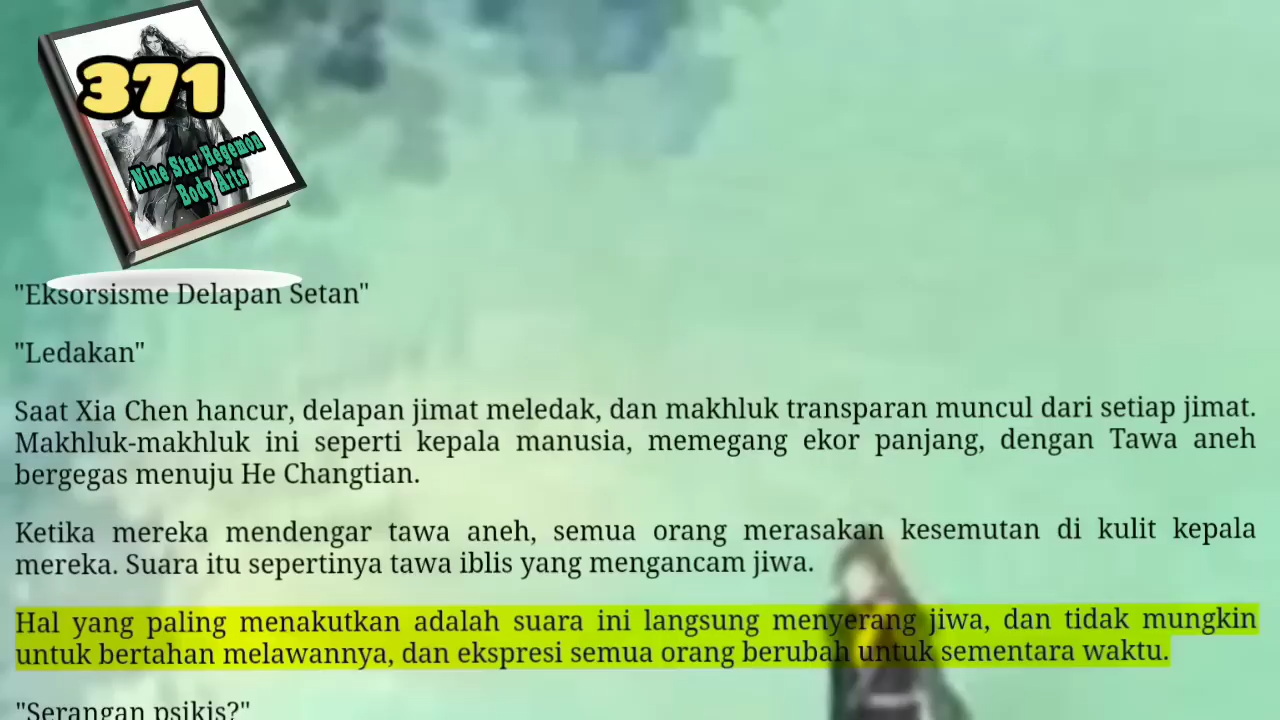 371
Nine Star Hegemon
Body Arts
"Eksorsisme Delapan Setan"
"Ledakan"
Saat Xia Chen hancur, delapan jimat meledak, dan makhluk transparan muncul dari setiap jimat.
Makhluk-makhluk ini seperti kepala manusia, memegang ekor panjang, dengan Tawa aneh
bergegas menuju He Changtian.
Ketika mereka mendengar tawa aneh, semua orang merasakan kesemutan di kulit kepala
mereka. Suara itu sepertinya tawa iblis yang mengancam jiwa.
Hal yang paling menakutkan adalah suara ini langsung menyerang jiwa, dan tidak mungkin
untuk bertahan melawannya, dan ekspresi semua orang berubah untuk sementara waktu.
"Serangan psikis?"